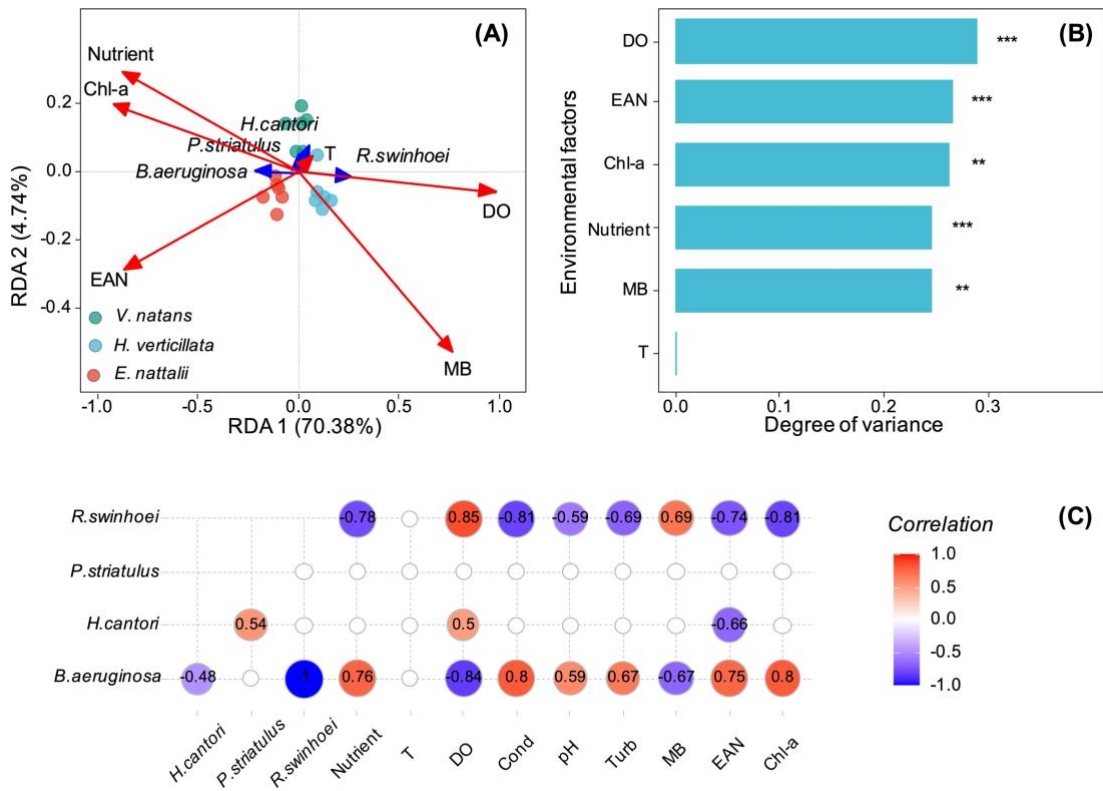 (A)
Nutrient
Chl-a
H.cantori
P.striatulus
T
R.swinhoei
B.aeruginosa
DO
EAN
MB
V. natans
H. verticillata
E. nattalii
0.2
0.0
-0.2
-0.4
RDA 2 (4.74%)
-1.0 -0.5 0.0 0.5 1.0
RDA 1 (70.38%)
(B)
Environmental factors
DO ***
EAN ***
Chl-a **
Nutrient ***
MB **
T
0.0 0.2 0.3
Degree of variance
(C)
R.swinhoei -0.78 0.85 -0.81 -0.59 -0.69 0.69 -0.74 -0.81
P.striatulus
H.cantori 0.54 0.5 -0.66
B.aeruginosa -0.48 -1 0.76 -0.84 0.8 0.59 0.67 -0.67 0.75 0.8
H.cantori P.striatulus R.swinhoei Nutrient T DO Cond pH Turb MB EAN Chl-a
Correlation
1.0
0.5
0.0
-0.5
-1.0